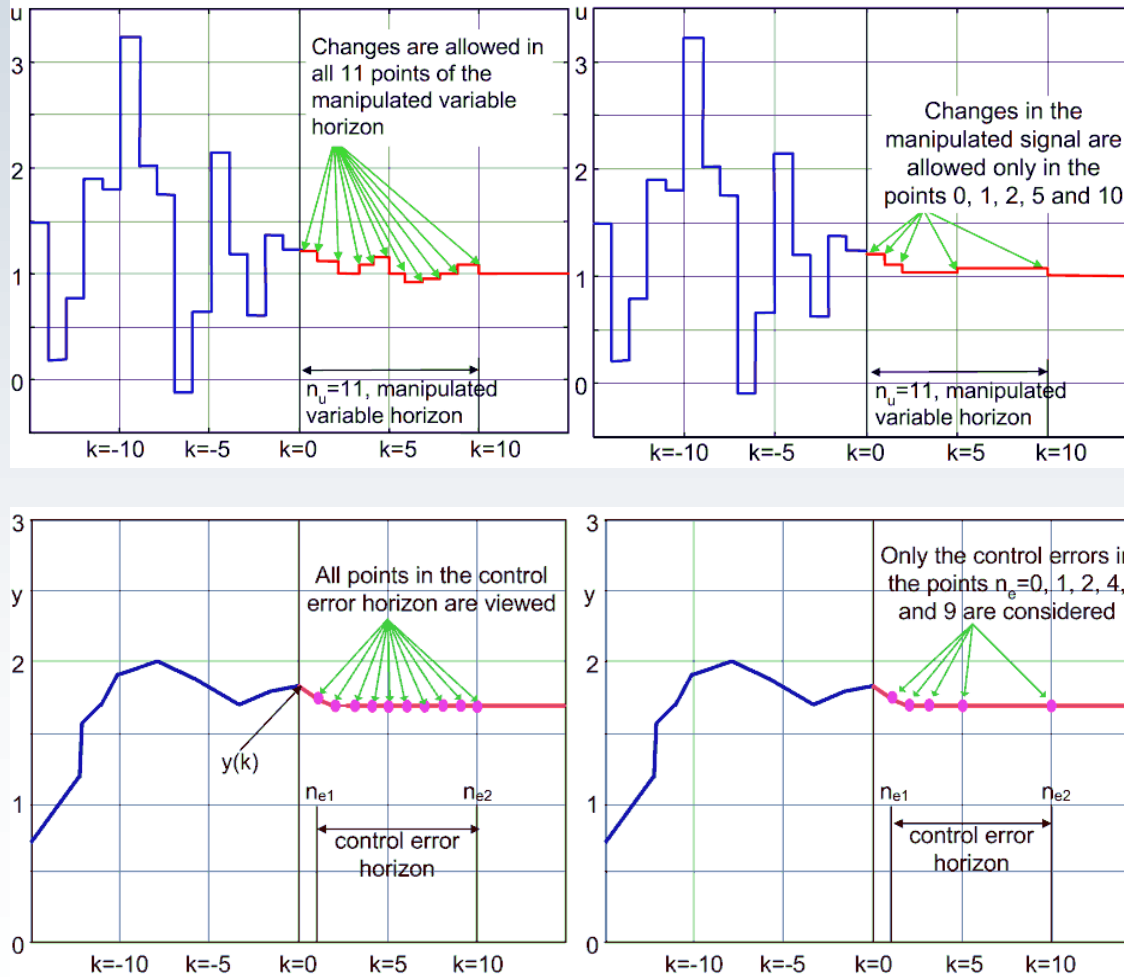 u
3
2
1
0
Changes are allowed in
all 11 points of the
manipulated variable
horizon
n_u=11, manipulated
variable horizon
k=-10 k=-5 k=0 k=5 k=10
u
3
2
1
0
Changes in the
manipulated signal are
allowed only in the
points 0, 1, 2, 5 and 10
n_u=11, manipulated
variable horizon
k=-10 k=-5 k=0 k=5 k=10
3
y
2
1
0
All points in the control
error horizon are viewed
y(k)
n_e1 n_e2
control error
horizon
k=-10 k=-5 k=0 k=5 k=10
3
y
2
1
0
Only the control errors in
the points n_e=0, 1, 2, 4,
and 9 are considered
n_e1 n_e2
control error
horizon
k=-10 k=-5 k=0 k=5 k=10